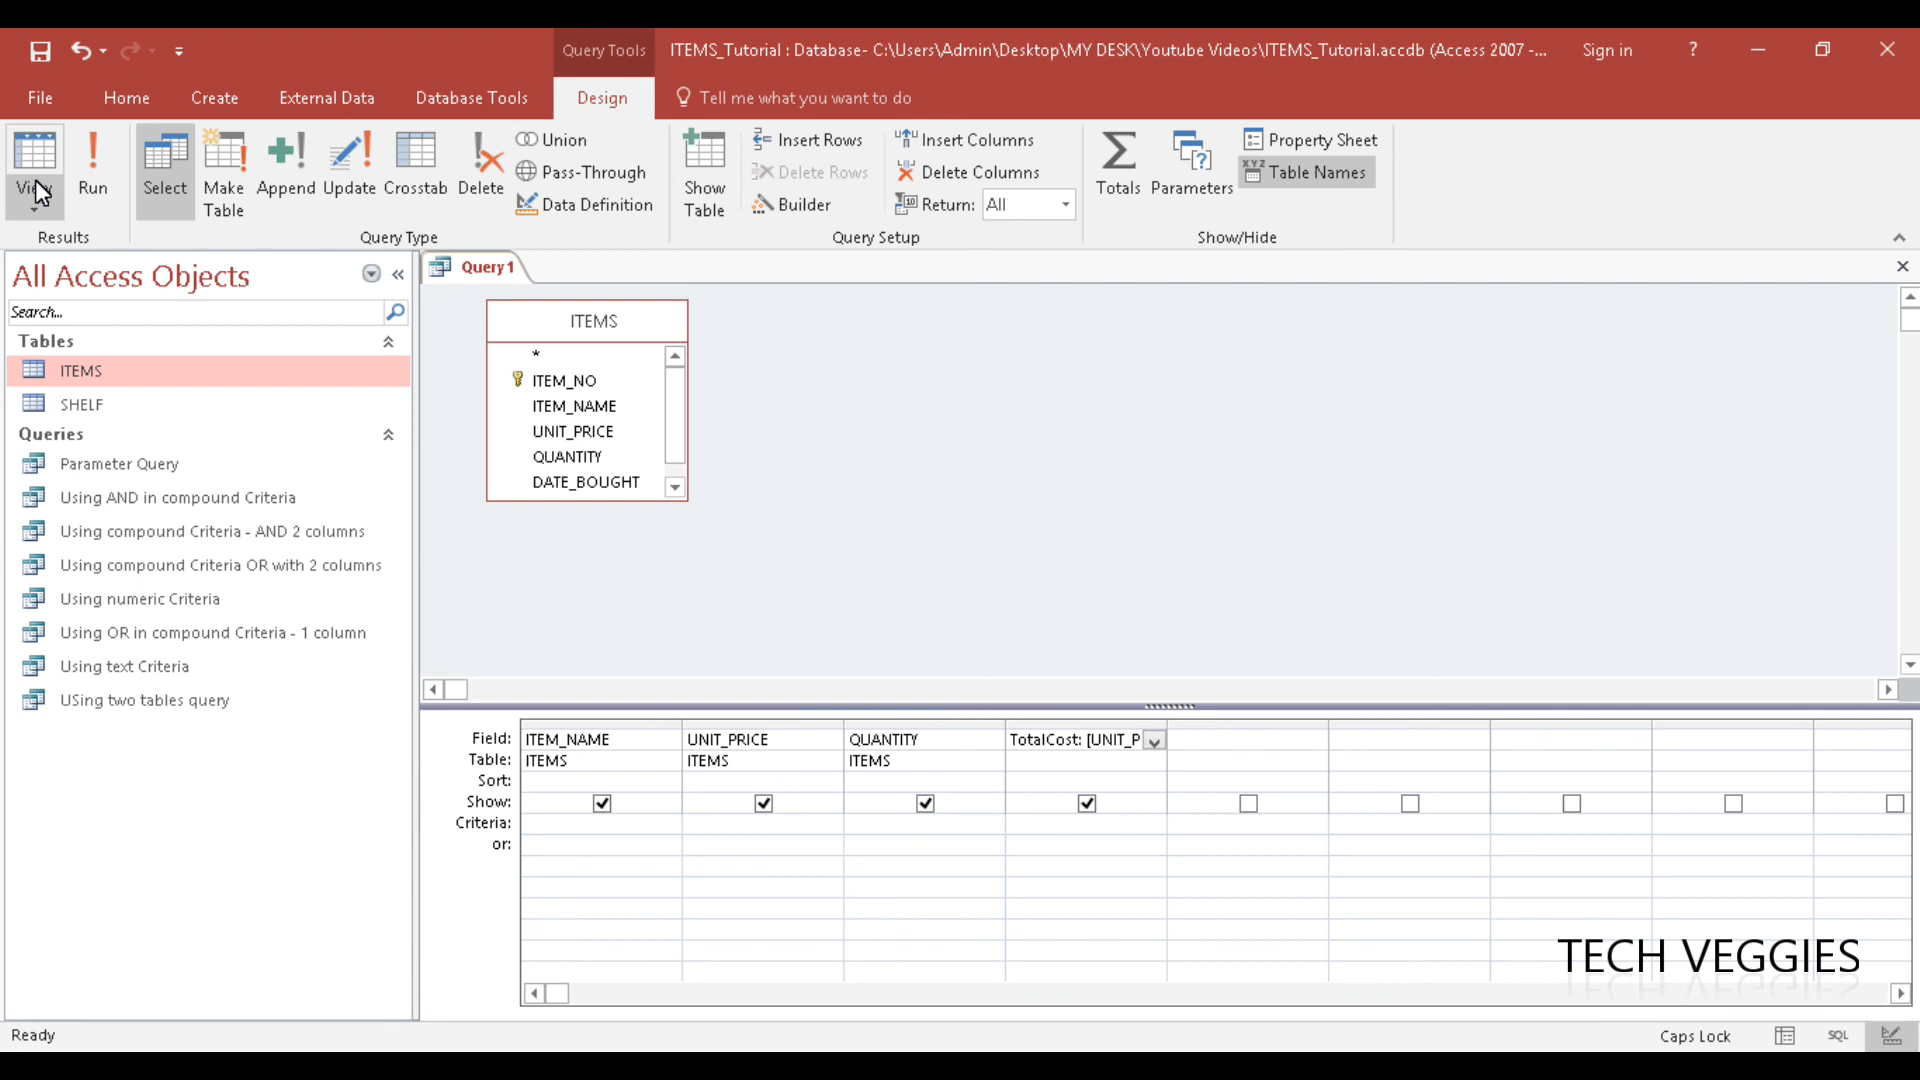 Query Tools
ITEMS_Tutorial : Database- C:\Users\Admin\Desktop\MY DESK\Youtube Videos\ITEMS_Tutorial.accdb (Access 2007 -...
Sign in
?
File
Home
Create
External Data
Database Tools
Design
Tell me what you want to do
View
Run
Select
Make Table
Append
Update
Crosstab
Delete
Union
Pass-Through
Data Definition
Show Table
Insert Rows
Delete Rows
Builder
Insert Columns
Delete Columns
Return: All
Totals
Parameters
Property Sheet
Table Names
Results
Query Type
Query Setup
Show/Hide
All Access Objects
Search...
Tables
ITEMS
SHELF
Queries
Parameter Query
Using AND in compound Criteria
Using compound Criteria - AND 2 columns
Using compound Criteria OR with 2 columns
Using numeric Criteria
Using OR in compound Criteria - 1 column
Using text Criteria
USing two tables query
Query1
ITEMS
*
ITEM_NO
ITEM_NAME
UNIT_PRICE
QUANTITY
DATE_BOUGHT
Field: ITEM_NAME UNIT_PRICE QUANTITY TotalCost: [UNIT_P
Table: ITEMS ITEMS ITEMS
Sort:
Show:
Criteria:
or:
TECH VEGGIES
Ready
Caps Lock
SQL